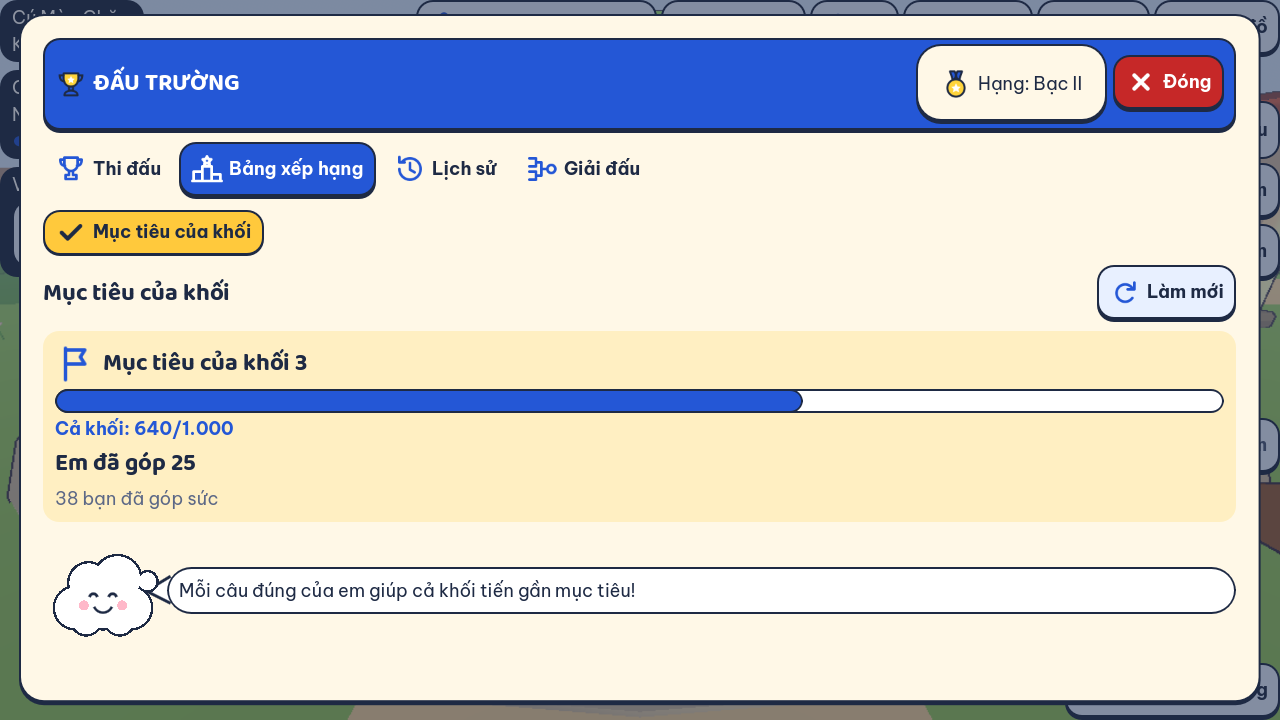 ĐẤU TRƯỜNG
Hạng: Bạc II
Đóng
Thi đấu
Bảng xếp hạng
Lịch sử
Giải đấu
Mục tiêu của khối
Mục tiêu của khối
Làm mới
Mục tiêu của khối 3
Cả khối: 640/1.000
Em đã góp 25
38 bạn đã góp sức
Mỗi câu đúng của em giúp cả khối tiến gần mục tiêu!